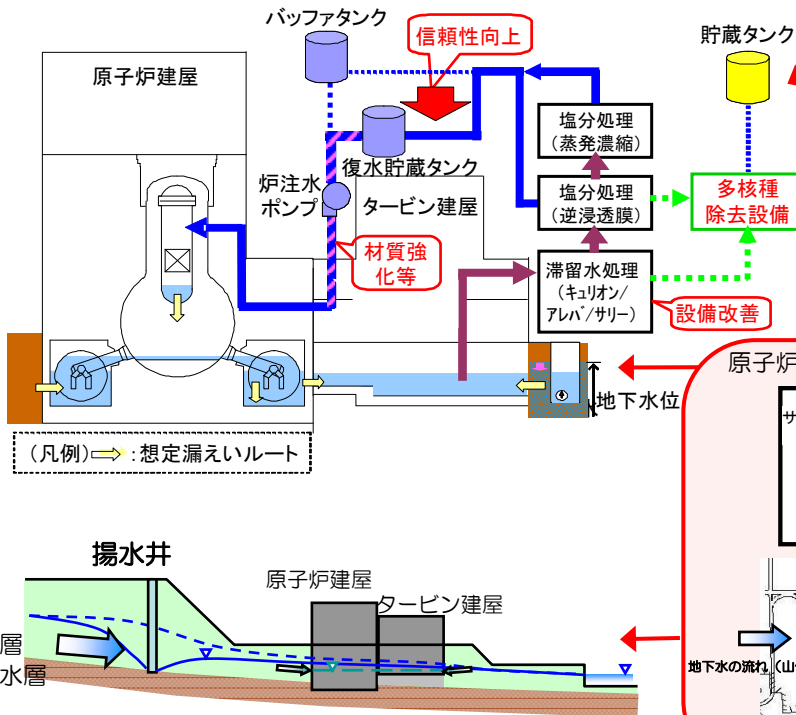 バッファタンク
信頼性向上
貯蔵タンク
原子炉建屋
塩分処理
(蒸発濃縮)
復水貯蔵タンク
炉注水
ポンプ
タービン建屋
塩分処理
(逆浸透膜)
多核種
除去設備
材質強
化等
滞留水処理
(キュリオン/
アレバ/サリー)
設備改善
原子炉
地下水位
サ
(凡例) :想定漏えいルート
揚水井
原子炉建屋
タービン建屋
層
水層
地下水の流れ(山